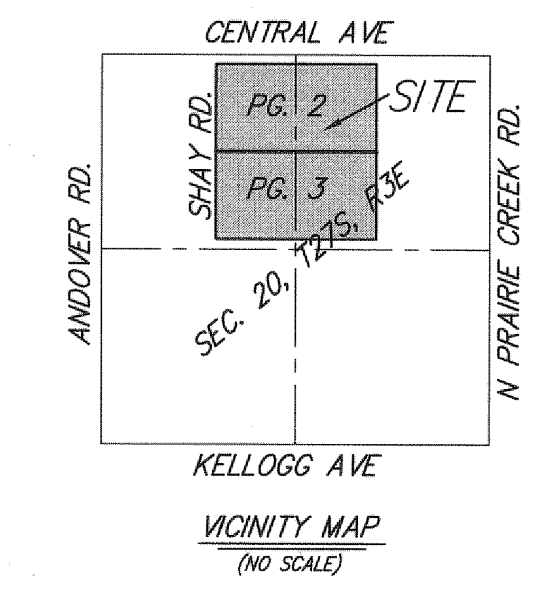 CENTRAL AVE
SITE
PG. 2
PG. 3
SHAY RD.
ANDOVER RD.
N PRAIRIE CREEK RD.
SEC. 20, T27S, R3E
KELLOGG AVE
VICINITY MAP
(NO SCALE)